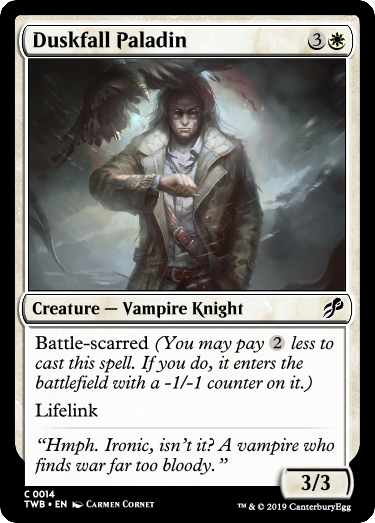 Duskfall Paladin 3
Creature — Vampire Knight
Battle-scarred (You may pay 2 less to
cast this spell. If you do, it enters the
battlefield with a -1/-1 counter on it.)
Lifelink
“Hmph. Ironic, isn’t it? A vampire who
finds war far too bloody.”
3/3
C 0014
TWB • EN Carmen Cornet
™ & © 2019 CanterburyEgg